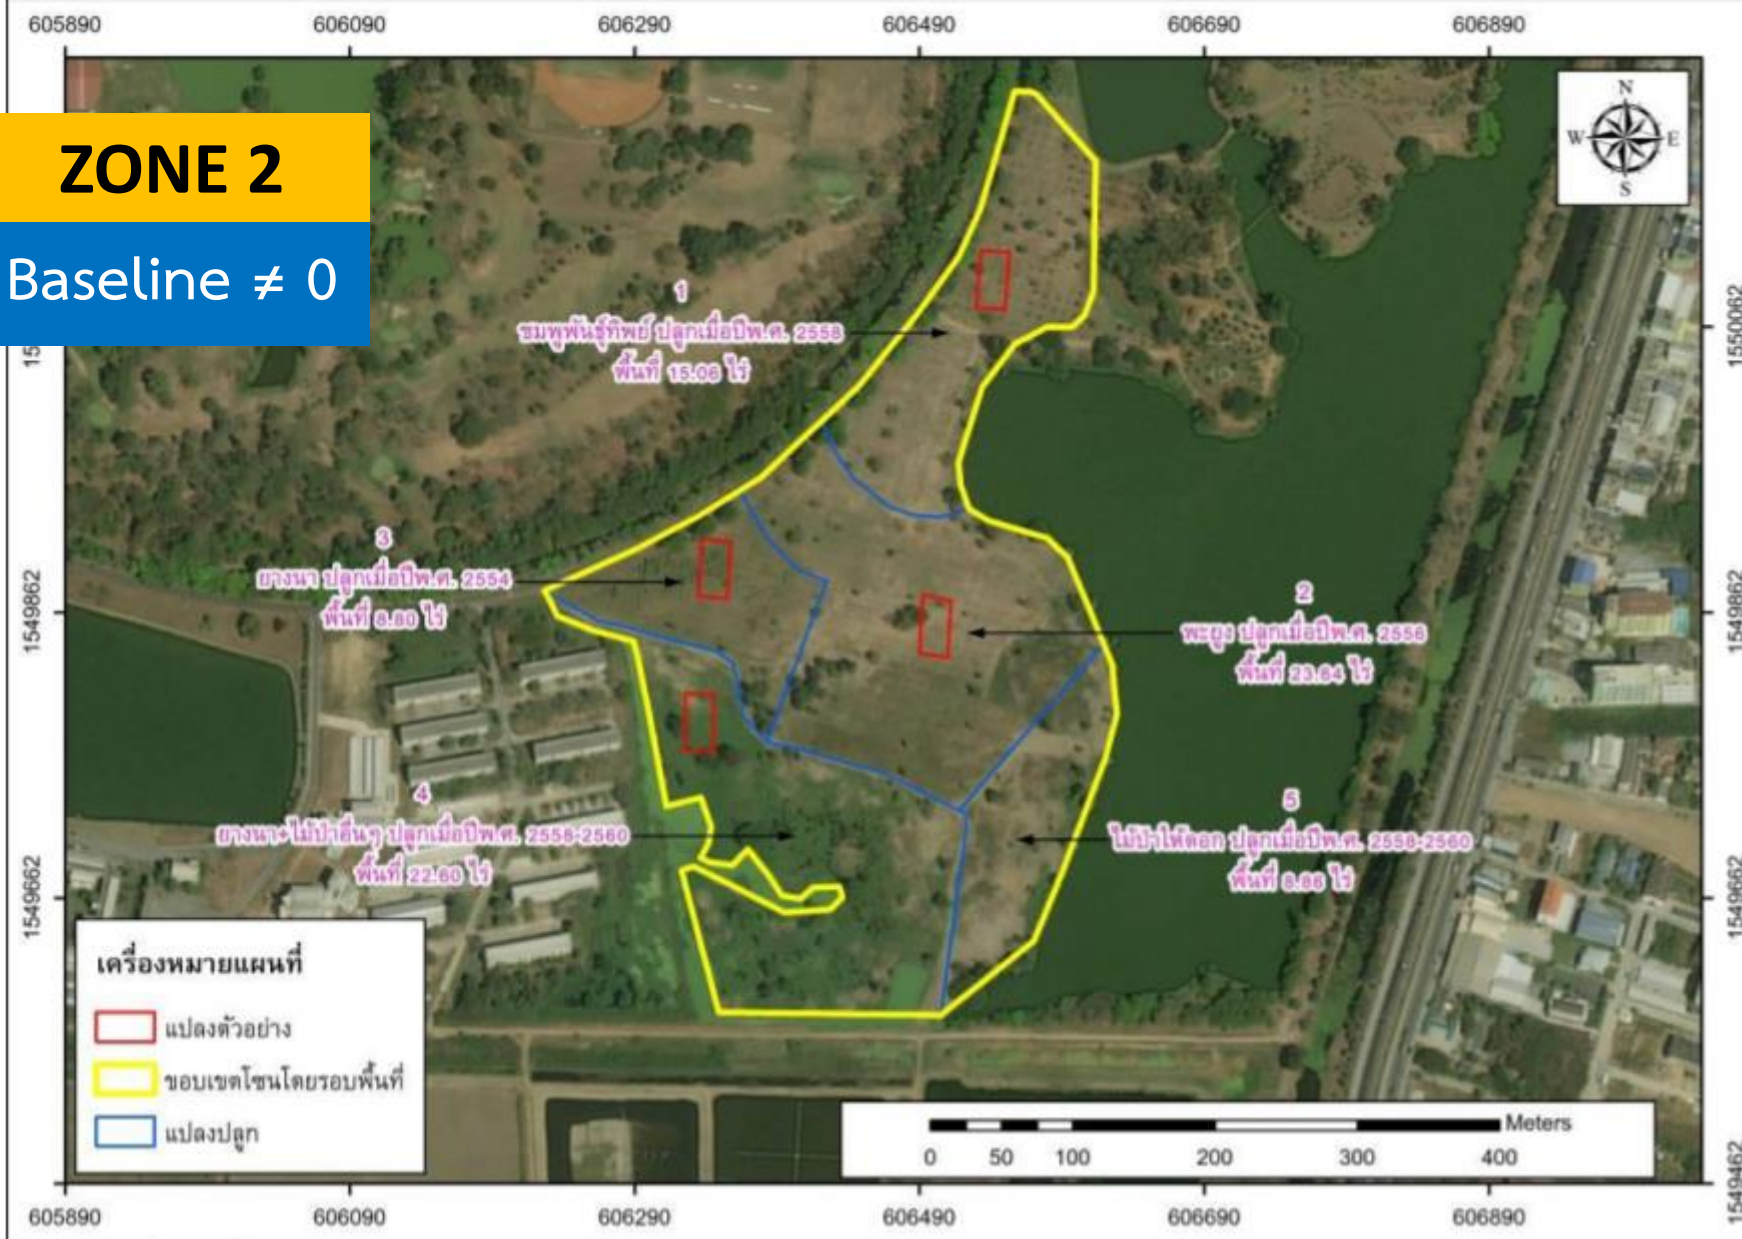 605890 606090 606290 606490 606690 606890
ZONE 2
Baseline ≠ 0
N
W E
S
1
ชมพูพันธุ์ทิพย์ ปลูกเมื่อปีพ.ศ. 2558
พื้นที่ 15.06 ไร่
1550062
3
ยางนา ปลูกเมื่อปีพ.ศ. 2554
พื้นที่ 8.80 ไร่
1549862
2
พะยูง ปลูกเมื่อปีพ.ศ. 2556
พื้นที่ 23.64 ไร่
1549862
4
ยางนา+ไม้ป่าอื่นๆ ปลูกเมื่อปีพ.ศ. 2558-2560
พื้นที่ 22.60 ไร่
1549662
5
ไม้ป่าให้ดอก ปลูกเมื่อปีพ.ศ. 2558-2560
พื้นที่ 8.86 ไร่
1549662
เครื่องหมายแผนที่
แปลงตัวอย่าง
ขอบเขตโซนโดยรอบพื้นที่
แปลงปลูก
Meters
0 50 100 200 300 400
1549462
605890 606090 606290 606490 606690 606890